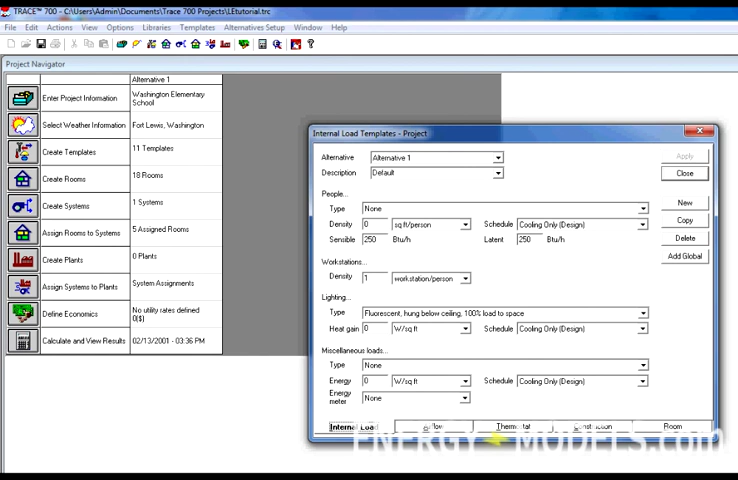 TRACE™ 700 - C:\Users\Admin\Documents\Trace 700 Projects\LEtutorial.trc
File Edit Actions View Options Libraries Templates Alternatives Setup Window Help
Project Navigator
Alternative 1
Enter Project Information Washington Elementary School
Select Weather Information Fort Lewis, Washington
Create Templates 11 Templates
Create Rooms 18 Rooms
Create Systems 1 Systems
Assign Rooms to Systems 5 Assigned Rooms
Create Plants 0 Plants
Assign Systems to Plants System Assignments
Define Economics No utility rates defined 0($)
Calculate and View Results 02/13/2001 - 03:36 PM
Internal Load Templates - Project
Alternative Alternative 1 Apply
Description Default Close
People...
Type None New
Density 0 sq ft/person Schedule Cooling Only (Design) Copy
Sensible 250 Btu/h Latent 250 Btu/h Delete
Workstations... Add Global
Density 1 workstation/person
Lighting...
Type Fluorescent, hung below ceiling, 100% load to space
Heat gain 0 W/sq ft Schedule Cooling Only (Design)
Miscellaneous loads...
Type None
Energy 0 W/sq ft Schedule Cooling Only (Design)
Energy meter None
Internal Load Airflow Thermostat Construction Room
ENERGY MODELS.com